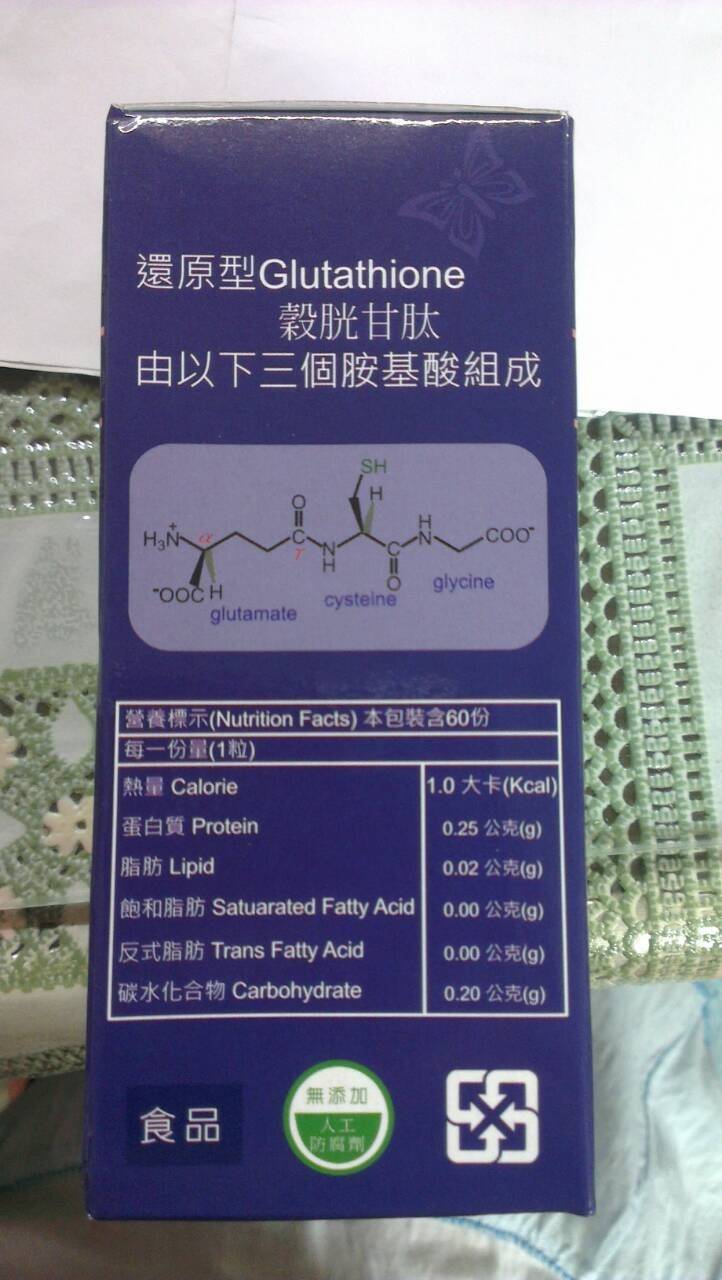 還原型Glutathione
穀胱甘肽
由以下三個胺基酸組成
SH
O
H
H
H₃N⁺
α
γ
N
H
N
COO⁻
O
⁻OOC
H
glutamate
cysteine
glycine
營養標示(Nutrition Facts) 本包裝含60份
每一份量(1粒)
熱量 Calorie 1.0 大卡(Kcal)
蛋白質 Protein 0.25 公克(g)
脂肪 Lipid 0.02 公克(g)
飽和脂肪 Satuarated Fatty Acid 0.00 公克(g)
反式脂肪 Trans Fatty Acid 0.00 公克(g)
碳水化合物 Carbohydrate 0.20 公克(g)
食品
無添加
人工
防腐劑